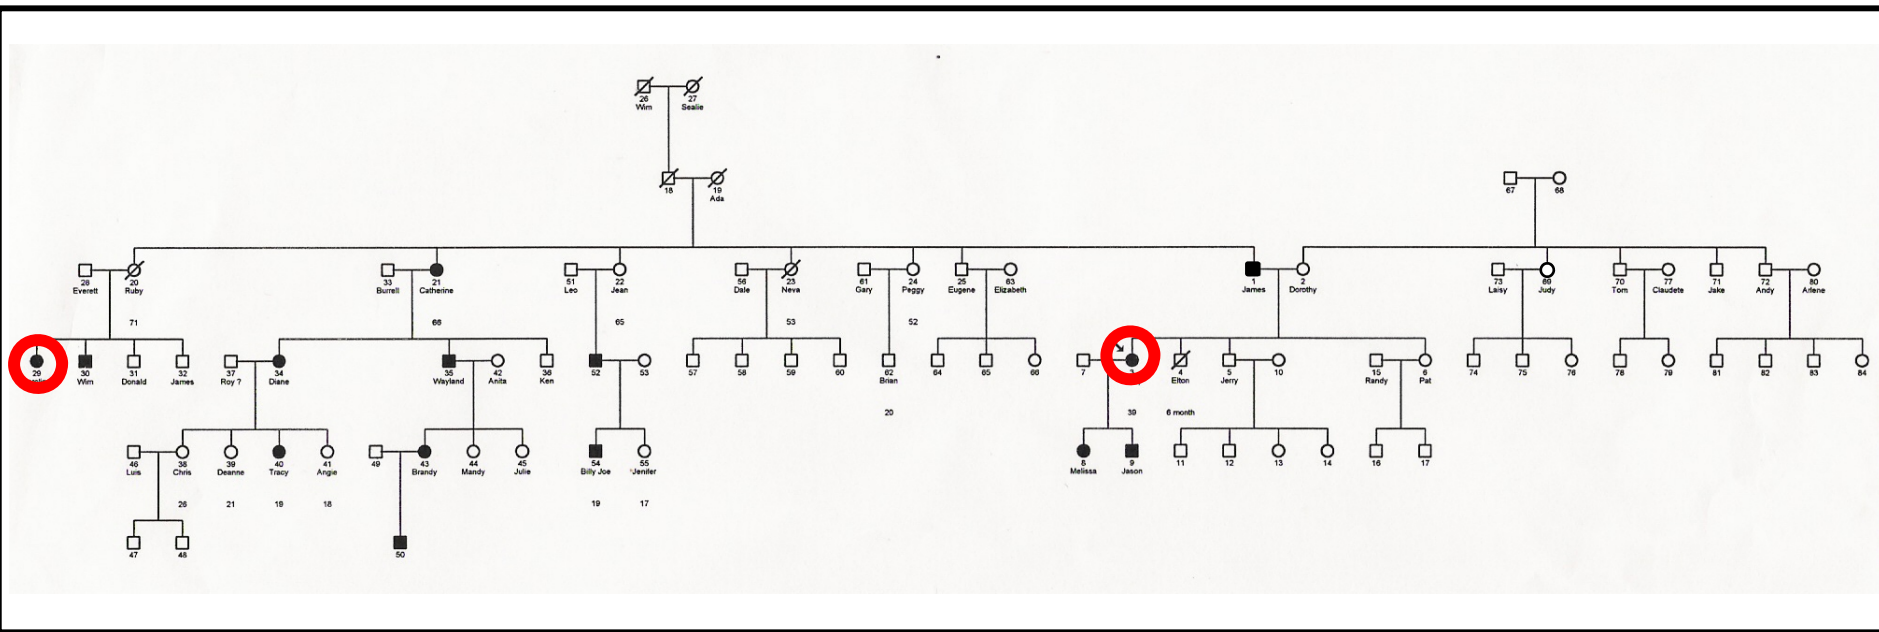 26 27
Wim Sealie
18 19
Ada
67 68
28 20 33 21 51 22 56 23 61 24 25 63 1 2 73 69 70 77 71 72 80
Everett Ruby Burrell Catherine Leo Jean Dale Neva Gary Peggy Eugene Elizabeth James Dorothy Laisy Judy Tom Claudete Jake Andy Arlene
71 66 65 53 52
29 30 31 32 37 34 35 42 36 52 53 57 58 59 60 62 64 65 66 7 3 4 5 10 15 6 74 75 76 78 79 81 82 83 84
Wim Donald James Roy ? Diane Wayland Anita Ken Brian Elton Jerry Randy Pat
20 39 6 month
46 38 39 40 41 49 43 44 45 54 55 8 9 11 12 13 14 16 17
Luis Chris Deanne Tracy Angie Brandy Mandy Julie Billy Joe Jenifer Melissa Jason
26 21 19 18 19 17
47 48 50